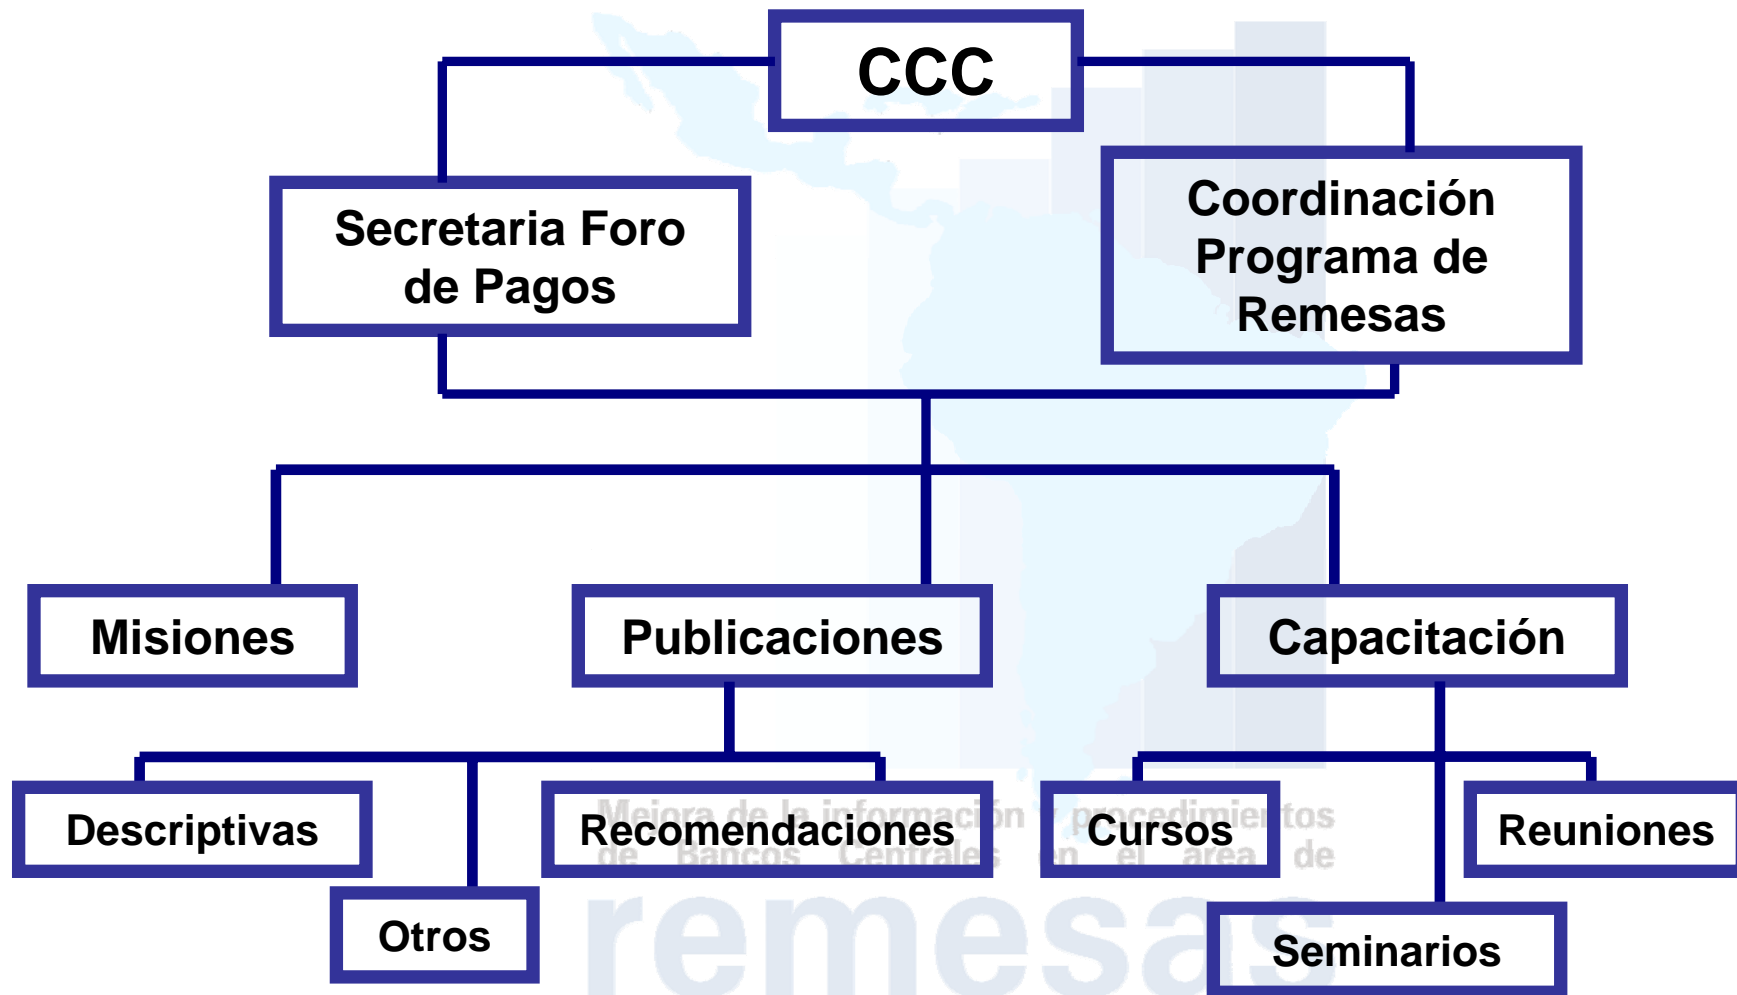 CCC
Secretaria Foro
de Pagos
Coordinación
Programa de
Remesas
Misiones
Publicaciones
Capacitación
Descriptivas
Recomendaciones
Cursos
Reuniones
Otros
Seminarios
Mejora de la información y procedimientos
de Bancos Centrales en el área de
remesas